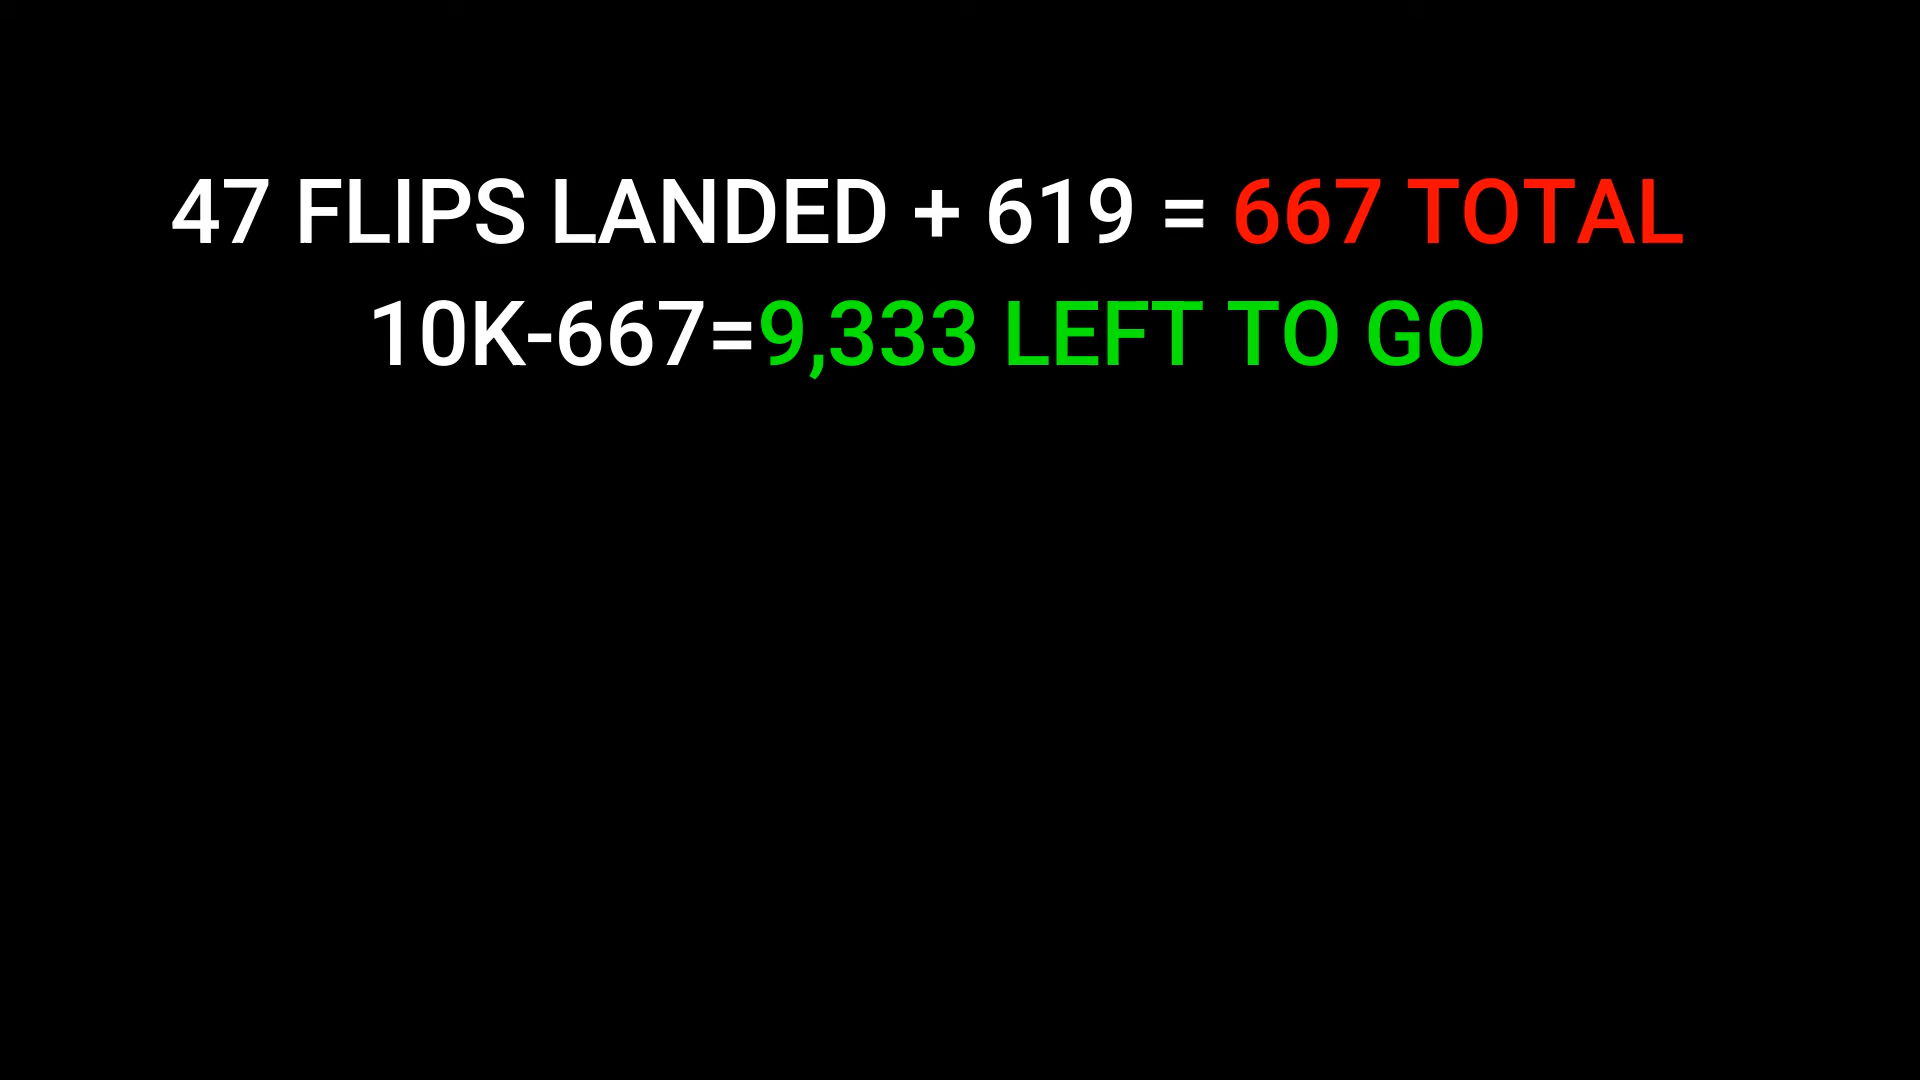 47 FLIPS LANDED + 619 = 667 TOTAL
10K-667=9,333 LEFT TO GO